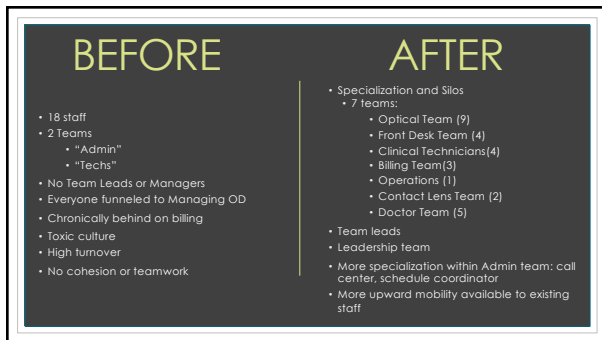 BEFORE
• 18 staff
• 2 Teams
• "Admin"
• "Techs"
• No Team Leads or Managers
• Everyone funneled to Managing OD
• Chronically behind on billing
• Toxic culture
• High turnover
• No cohesion or teamwork
AFTER
• Specialization and Silos
• 7 teams:
• Optical Team (9)
• Front Desk Team (4)
• Clinical Technicians(4)
• Billing Team(3)
• Operations (1)
• Contact Lens Team (2)
• Doctor Team (5)
• Team leads
• Leadership team
• More specialization within Admin team: call
center, schedule coordinator
• More upward mobility available to existing
staff